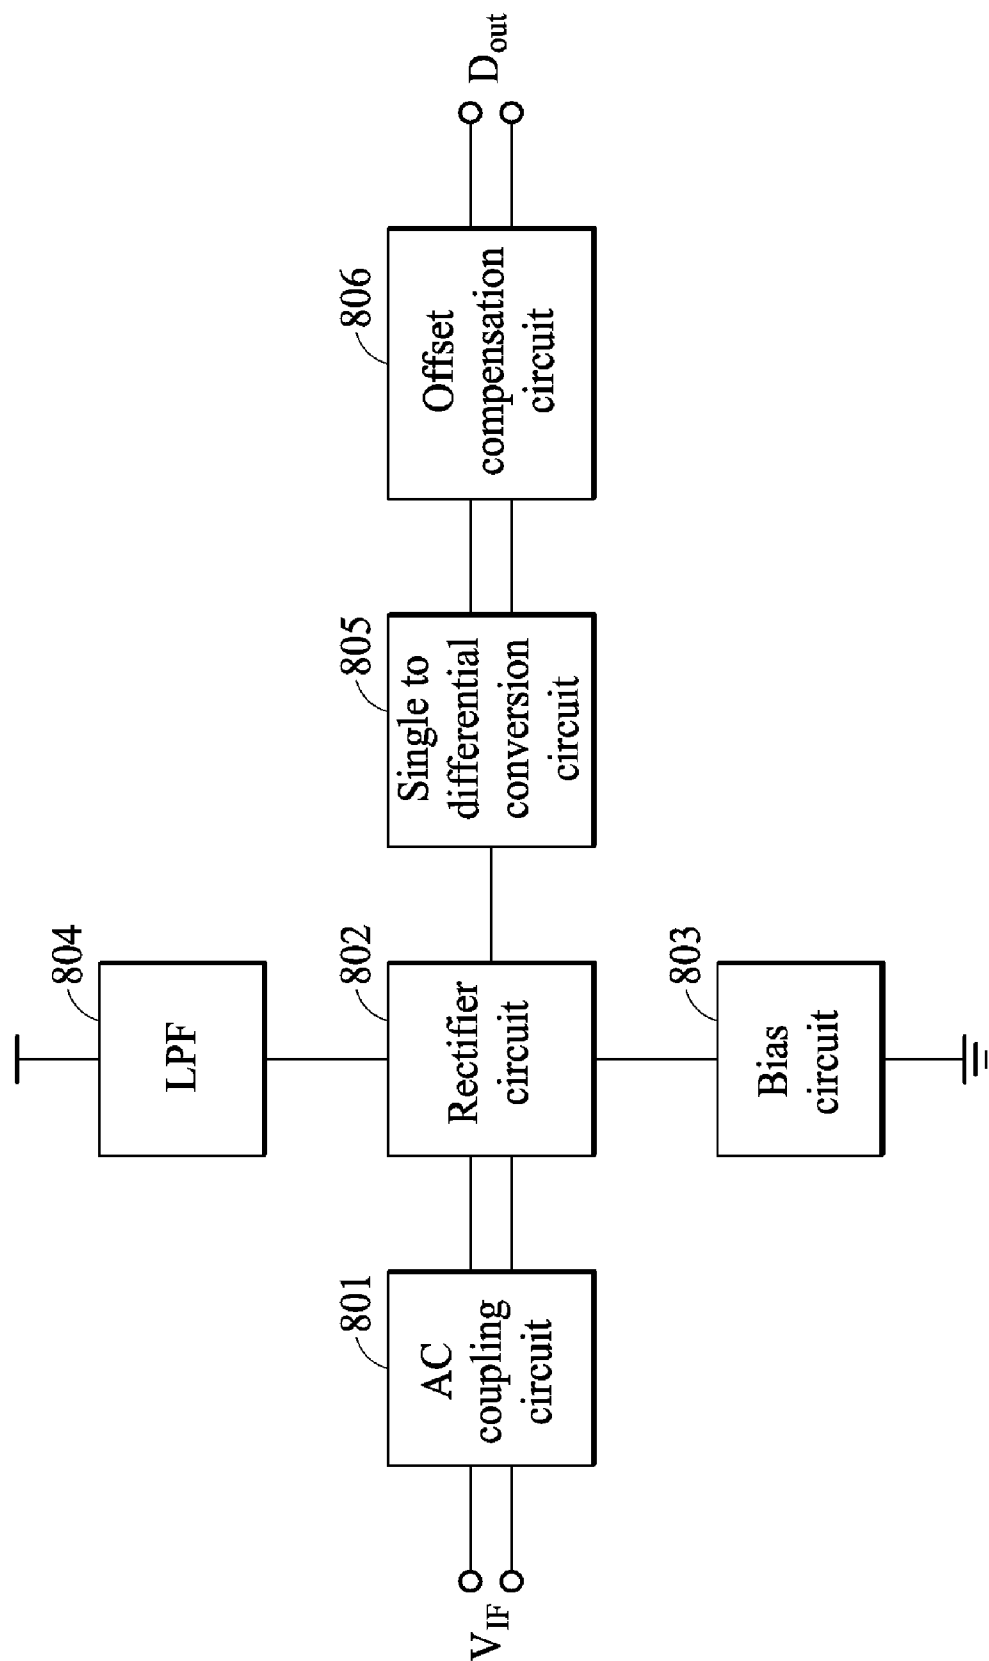 804
LPF
801
AC
coupling
circuit
802
Rectifier
circuit
805
Single to
differential
conversion
circuit
806
Offset
compensation
circuit
V_IF
D_out
803
Bias
circuit